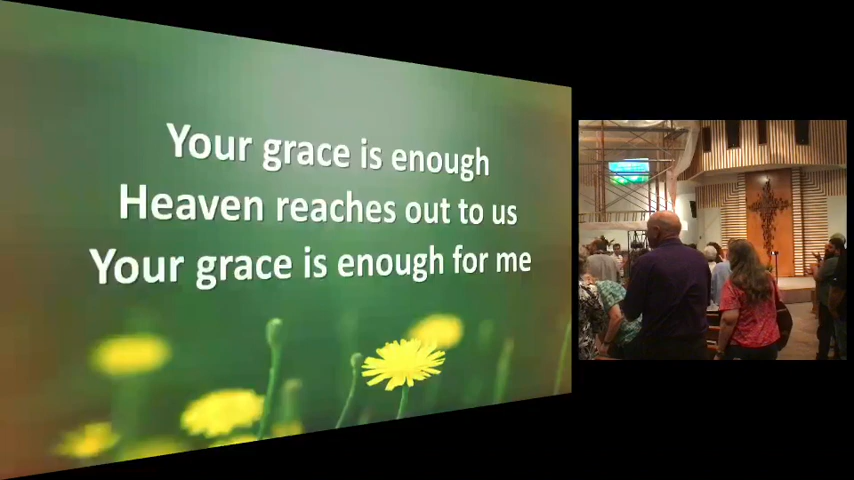 Your grace is enough
Heaven reaches out to us
Your grace is enough for me